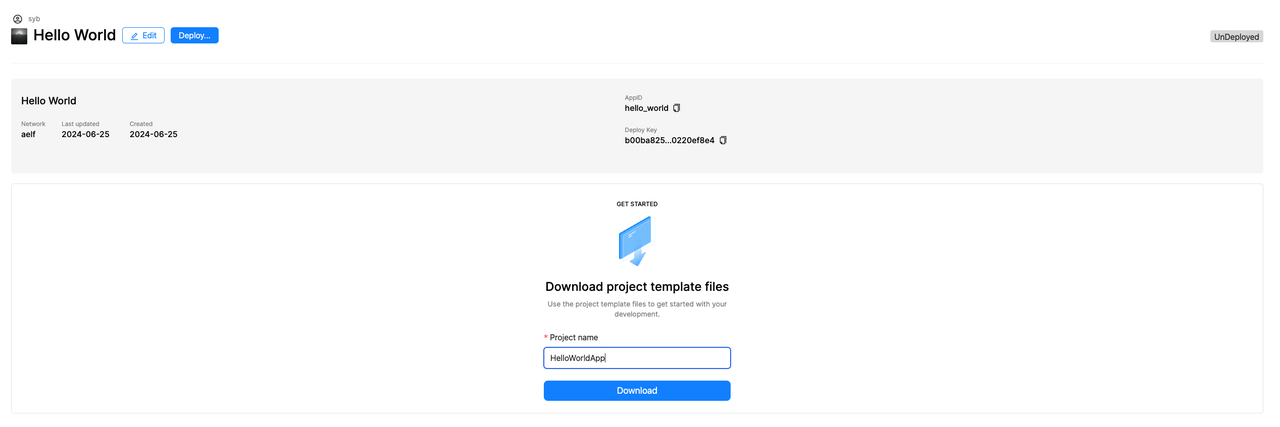 syb
Hello World
Edit
Deploy...
UnDeployed
Hello World
Network
Last updated
Created
aelf
2024-06-25
2024-06-25
AppID
hello_world
Deploy Key
b00ba825...0220ef8e4
GET STARTED
Download project template files
Use the project template files to get started with your
development.
* Project name
HelloWorldApp
Download